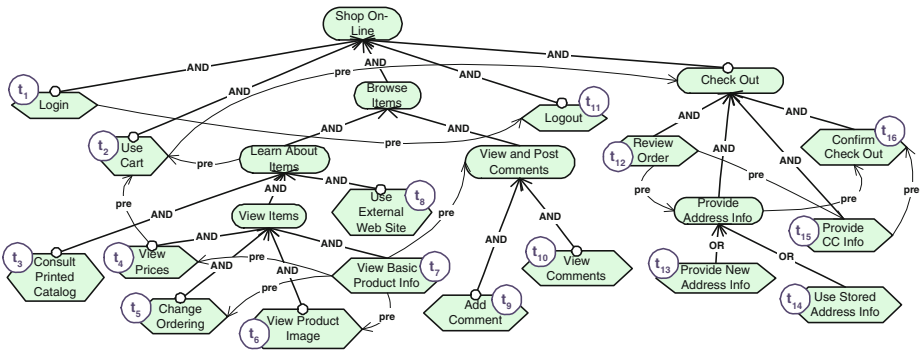 Shop On-
Line
AND
AND
AND
AND
AND
pre
t1
Login
Browse
Items
Check Out
t11
Logout
AND
AND
pre
AND
AND
AND
AND
t2
Use
Cart
pre
Learn About
Items
View and Post
Comments
Review
Order
t12
Confirm
Check Out
t16
AND
AND
AND
pre
pre
pre
pre
View Items
Use
External
Web Site
t8
pre
Provide
Address Info
t15
Provide
CC Info
AND
AND
AND
AND
pre
AND
AND
OR
OR
t3
Consult
Printed
Catalog
t4
View
Prices
View Basic
Product Info
t7
t10
View
Comments
t13
Provide New
Address Info
pre
pre
t5
Change
Ordering
t6
View Product
Image
Add
Comment
t9
t14
Use Stored
Address Info